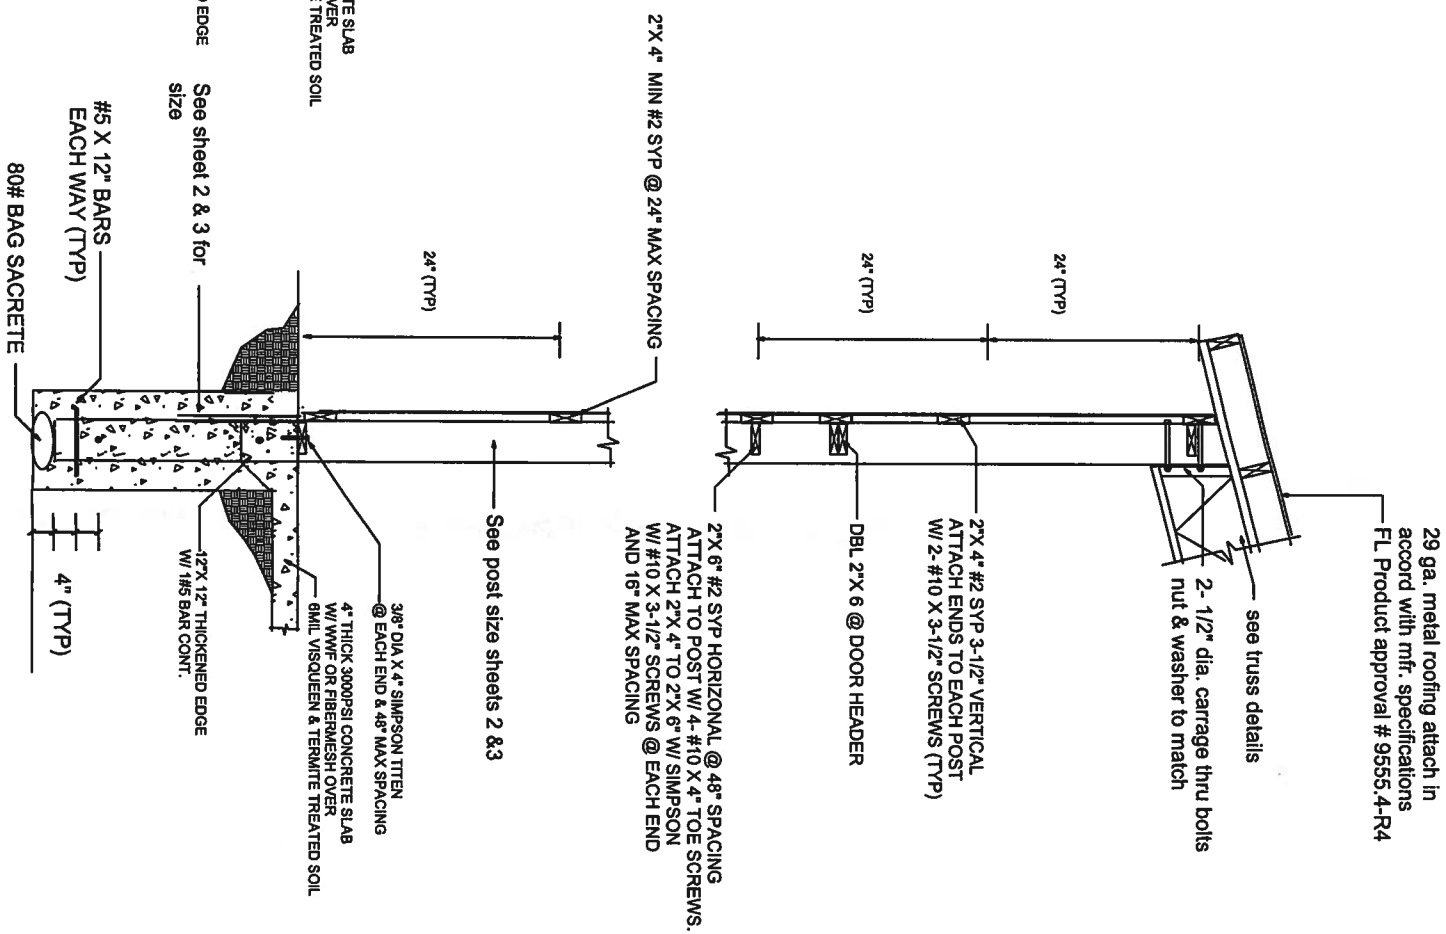 29 ga. metal roofing attach in
accord with mfr. specifications
FL Product approval # 9555.4-R4
see truss details
2- 1/2" dia. carrage thru bolts
nut & washer to match
24" (TYP)
2"X 4" #2 SYP 3-1/2" VERTICAL
ATTACH ENDS TO EACH POST
W/ 2- #10 X 3-1/2" SCREWS (TYP)
24" (TYP)
DBL 2"X 6 @ DOOR HEADER
2"X 6" #2 SYP HORIZONAL @ 48" SPACING
ATTACH TO POST W/ 4- #10 X 4" TOE SCREWS.
ATTACH 2"X 4" TO 2"X 6" W/ SIMPSON
W/ #10 X 3-1/2" SCREWS @ EACH END
AND 16" MAX SPACING
2"X 4" MIN #2 SYP @ 24" MAX SPACING
24" (TYP)
See post size sheets 2 &3
3/8" DIA X 4" SIMPSON TITEN
@ EACH END & 48" MAX SPACING
4" THICK 3000PSI CONCRETE SLAB
W/ WWF OR FIBERMESH OVER
6MIL VISQUEEN & TERMITE TREATED SOIL
TE SLAB
OVER
E TREATED SOIL
D EDGE
See sheet 2 & 3 for
size
12"X 12" THICKENED EDGE
W/ 1#5 BAR CONT.
#5 X 12" BARS
EACH WAY (TYP)
4" (TYP)
80# BAG SACRETE